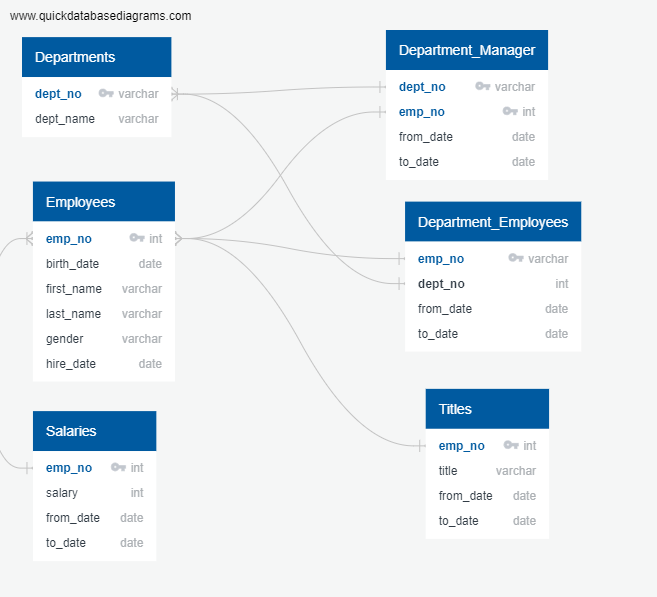 www.quickdatabasediagrams.com
Departments
dept_no varchar
dept_name varchar
Department_Manager
dept_no varchar
emp_no int
from_date date
to_date date
Employees
emp_no int
birth_date date
first_name varchar
last_name varchar
gender varchar
hire_date date
Department_Employees
emp_no varchar
dept_no int
from_date date
to_date date
Salaries
emp_no int
salary int
from_date date
to_date date
Titles
emp_no int
title varchar
from_date date
to_date date